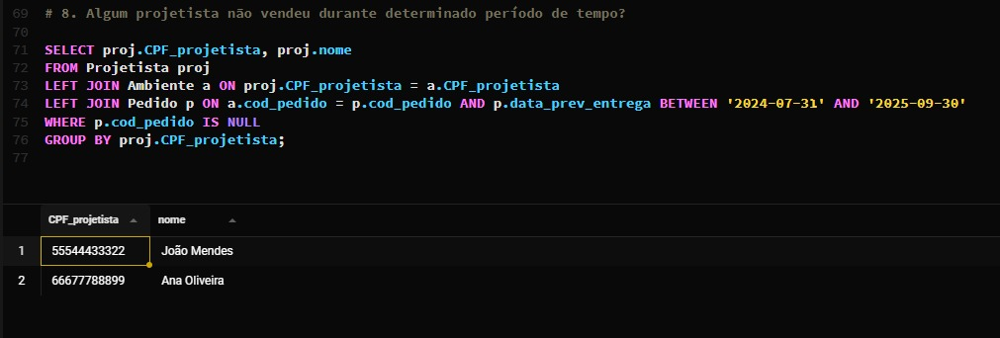 69 # 8. Algum projetista não vendeu durante determinado período de tempo?
70
71 SELECT proj.CPF_projetista, proj.nome
72 FROM Projetista proj
73 LEFT JOIN Ambiente a ON proj.CPF_projetista = a.CPF_projetista
74 LEFT JOIN Pedido p ON a.cod_pedido = p.cod_pedido AND p.data_prev_entrega BETWEEN '2024-07-31' AND '2025-09-30'
75 WHERE p.cod_pedido IS NULL
76 GROUP BY proj.CPF_projetista;
77
CPF_projetista nome
1 55544433322 João Mendes
2 66677788899 Ana Oliveira